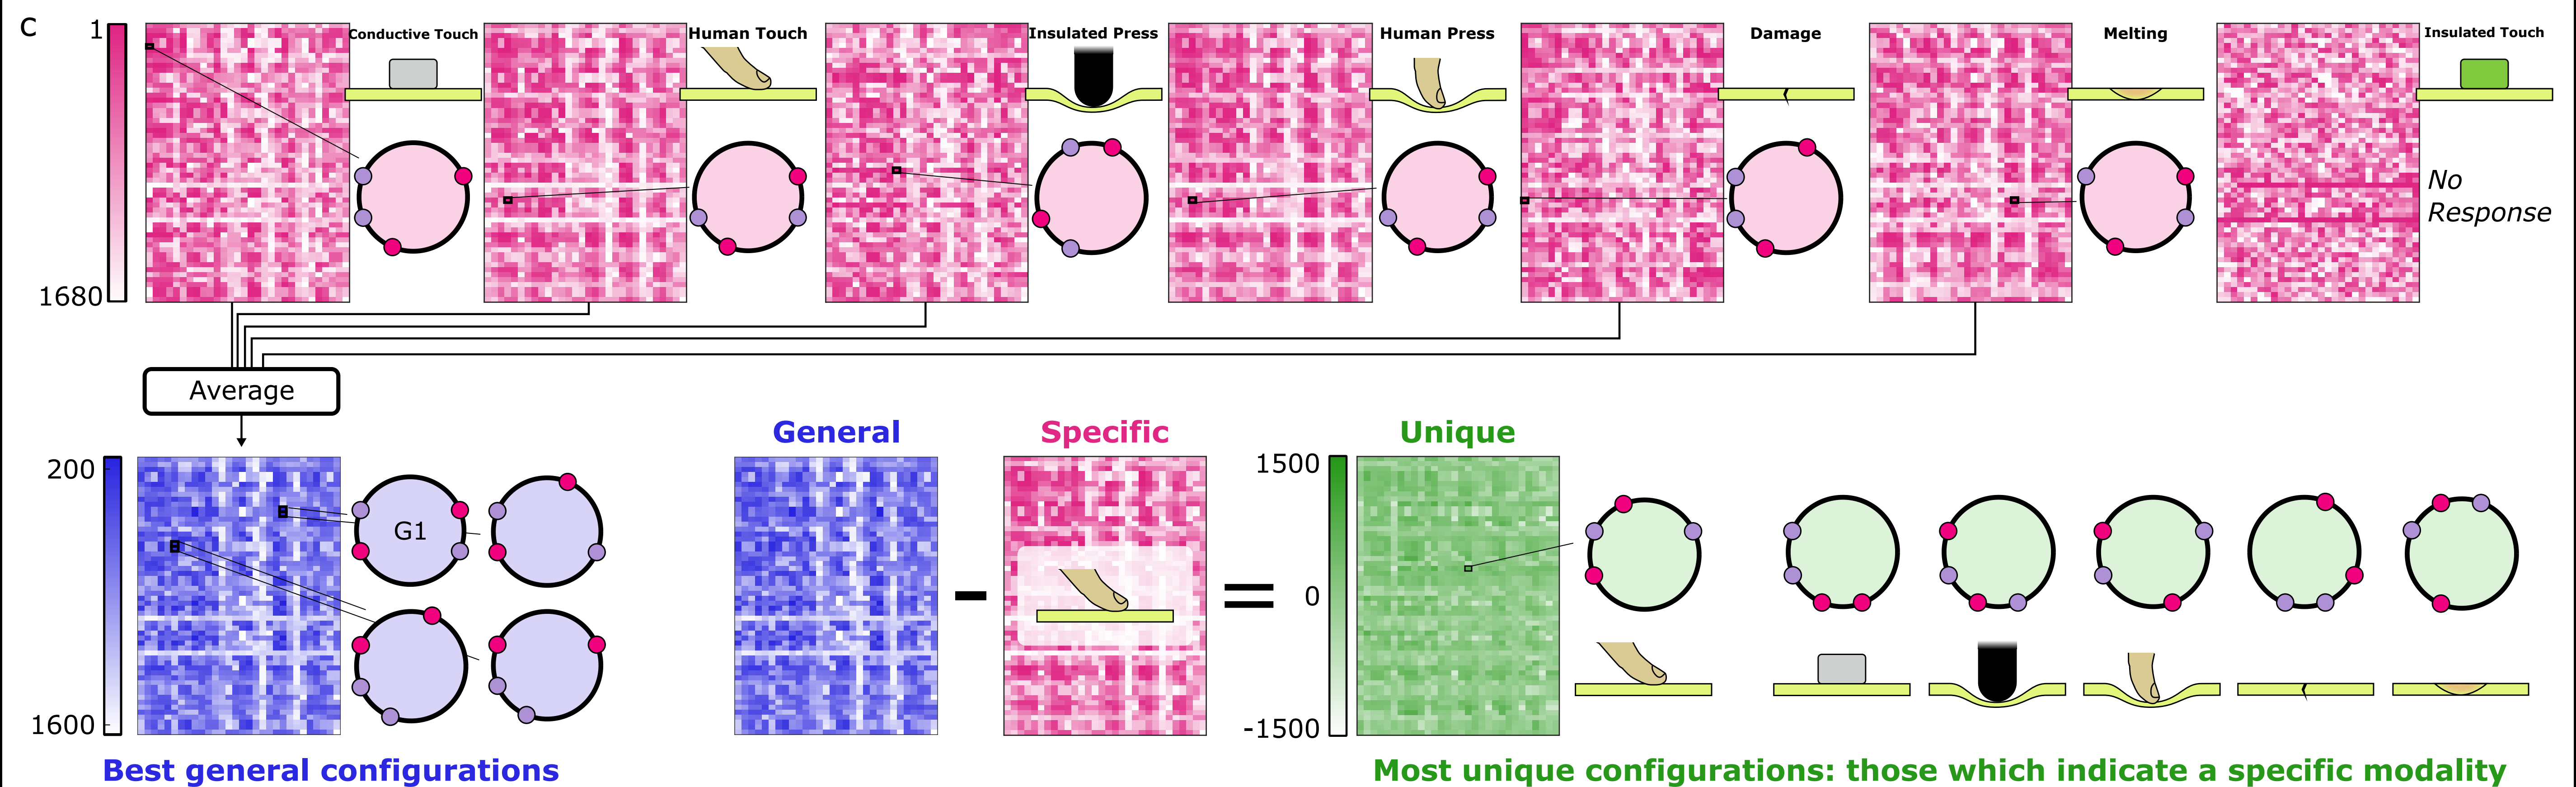 C
1
1680
Conductive Touch
Human Touch
Insulated Press
Human Press
Damage
Melting
Insulated Touch
No
Response
Average
200
1600
G1
Best general configurations
General
Specific
Unique
1500
0
-1500
Most unique configurations: those which indicate a specific modality